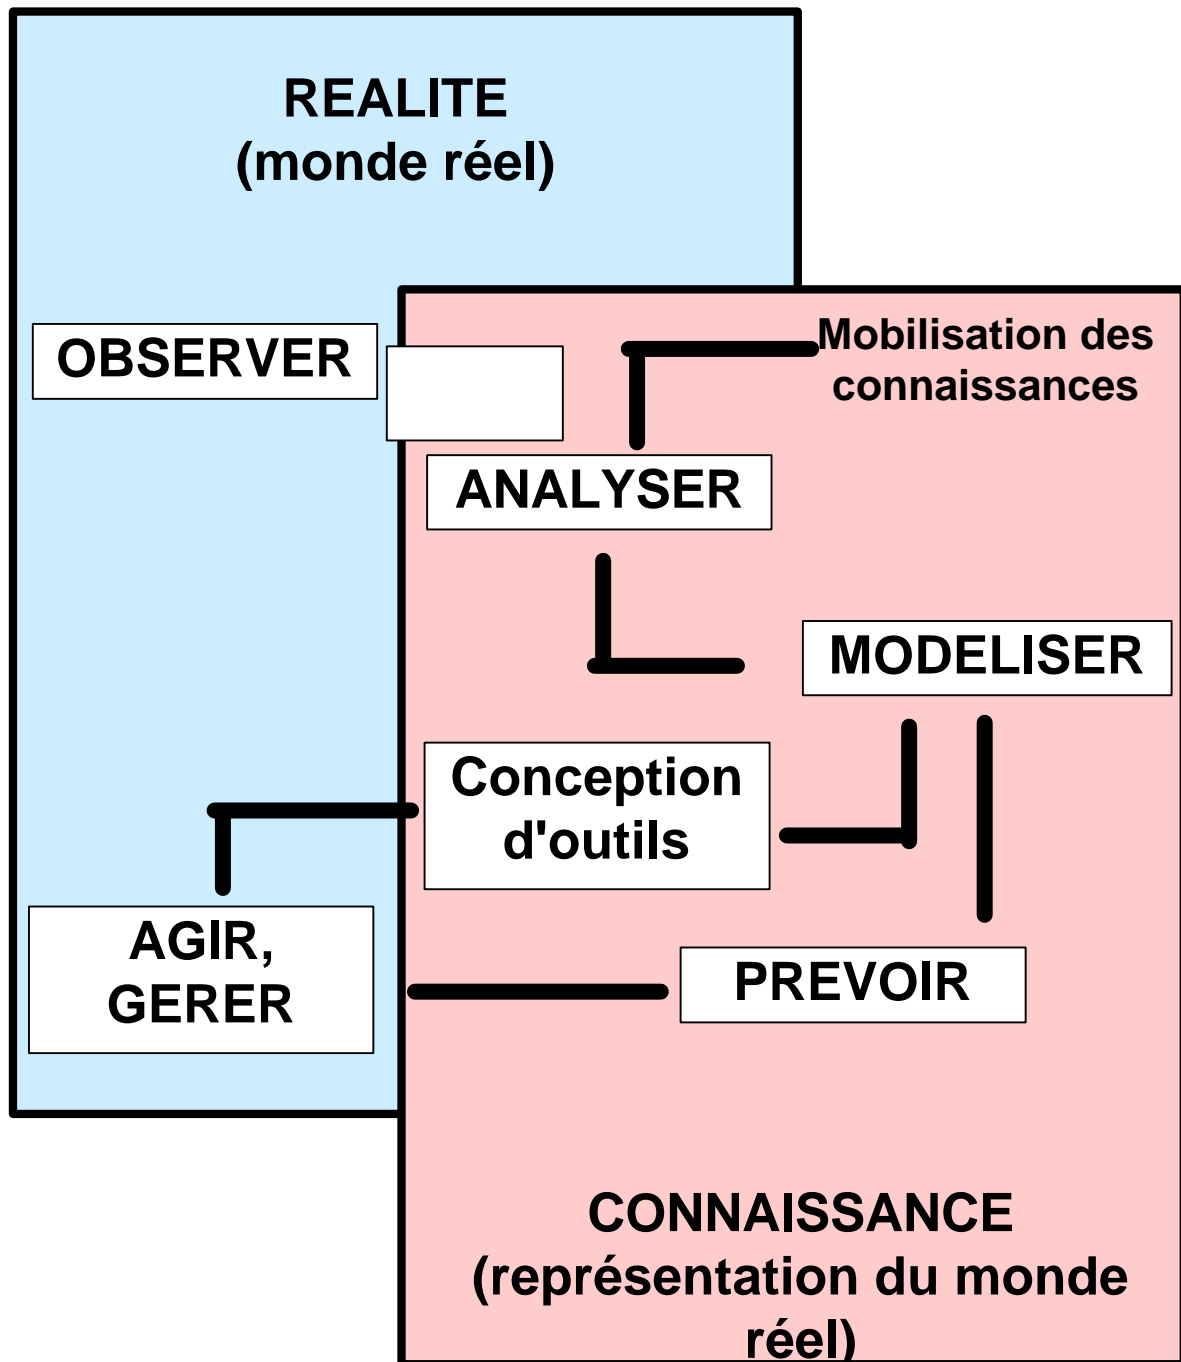 REALITE
(monde réel)
OBSERVER
Mobilisation des
connaissances
ANALYSER
MODELISER
Conception
d'outils
AGIR,
GERER
PREVOIR
CONNAISSANCE
(représentation du monde
réel)